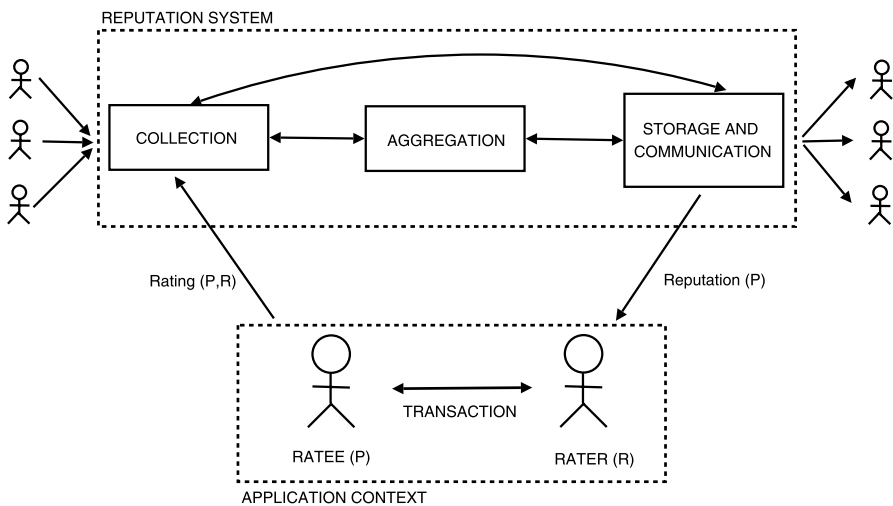 REPUTATION SYSTEM
COLLECTION
AGGREGATION
STORAGE AND
COMMUNICATION
Rating (P,R)
Reputation (P)
TRANSACTION
RATEE (P)
RATER (R)
APPLICATION CONTEXT